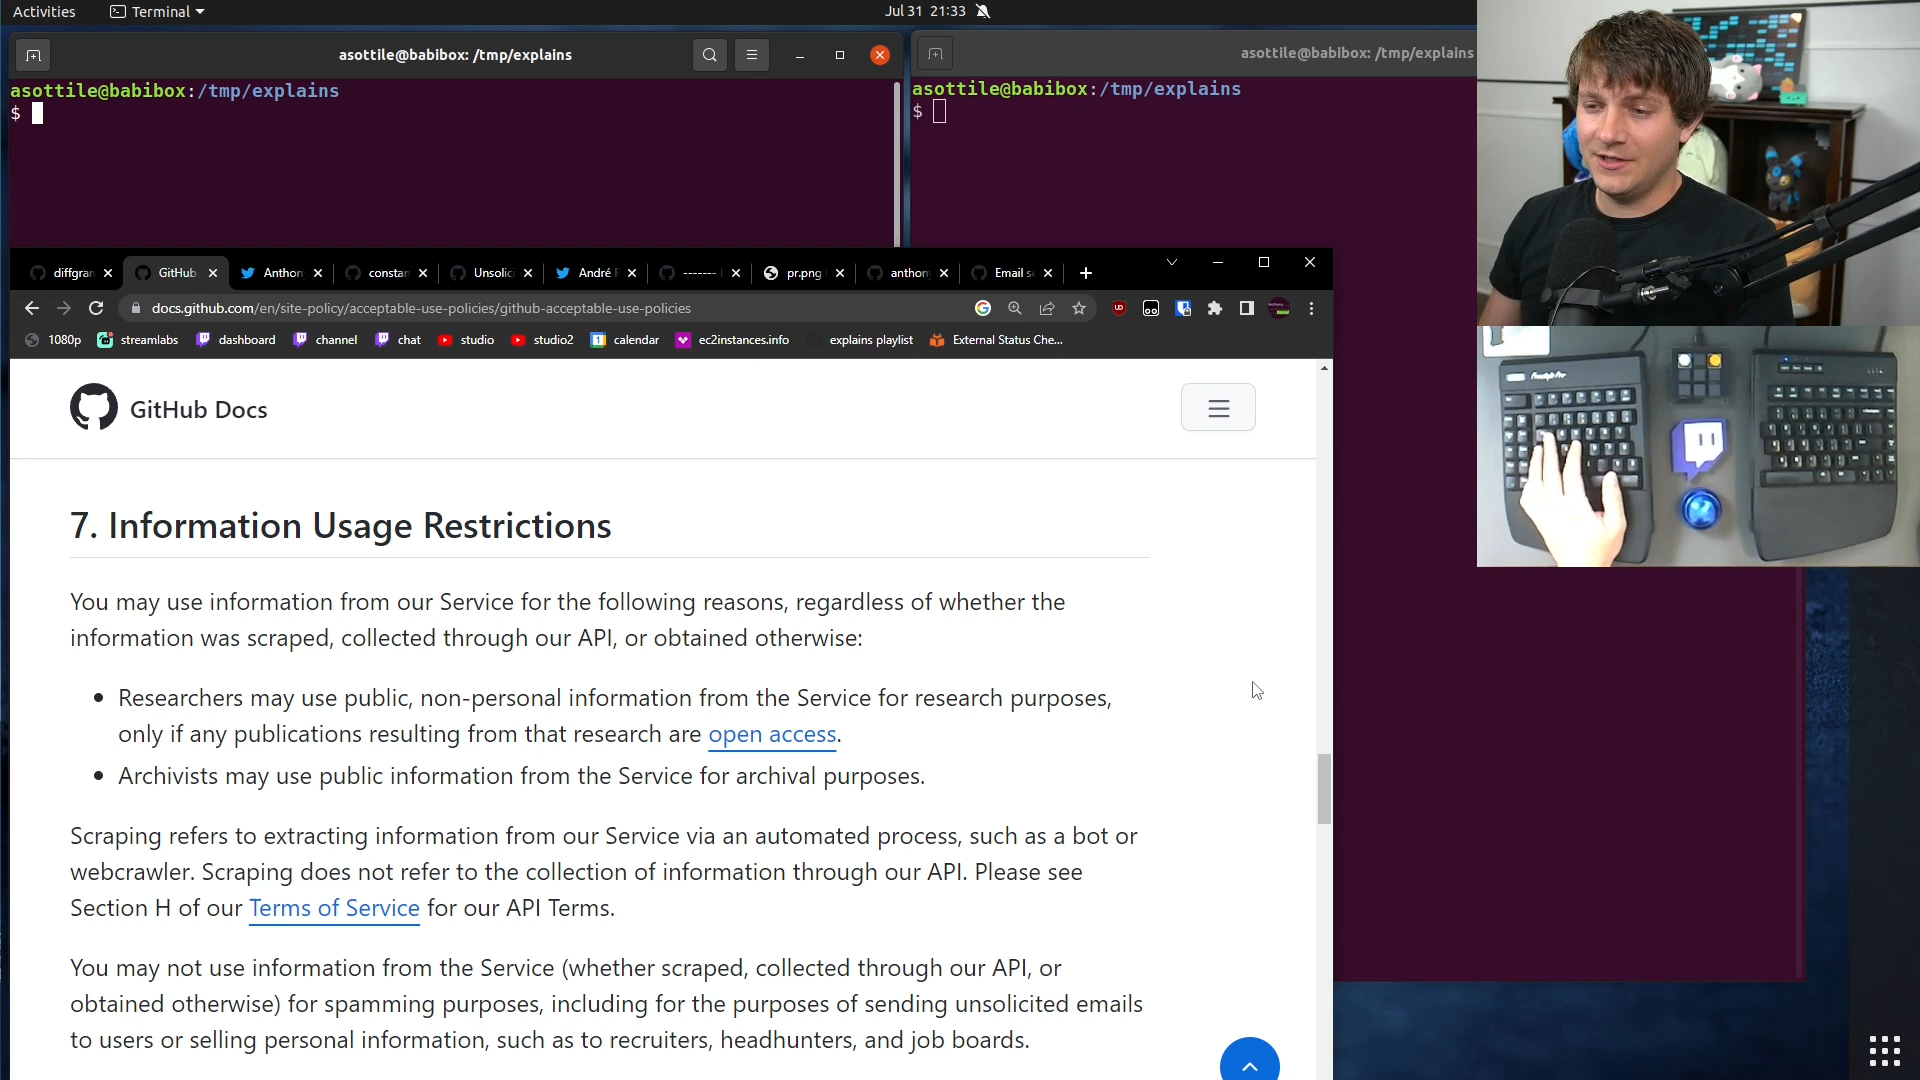 Activities
Terminal
Jul 31 21:33
asottile@babibox: /tmp/explains
asottile@babibox: /tmp/explains
asottile@babibox:/tmp/explains
$
asottile@babibox:/tmp/explains
$
diffgran
GitHub
Anthon
constan
Unsolic
André
-------
pr.png
anthon
Email s
docs.github.com/en/site-policy/acceptable-use-policies/github-acceptable-use-policies
1080p
streamlabs
dashboard
channel
chat
studio
studio2
calendar
ec2instances.info
explains playlist
External Status Che...
GitHub Docs
7. Information Usage Restrictions
You may use information from our Service for the following reasons, regardless of whether the
information was scraped, collected through our API, or obtained otherwise:
Researchers may use public, non-personal information from the Service for research purposes,
only if any publications resulting from that research are open access.
Archivists may use public information from the Service for archival purposes.
Scraping refers to extracting information from our Service via an automated process, such as a bot or
webcrawler. Scraping does not refer to the collection of information through our API. Please see
Section H of our Terms of Service for our API Terms.
You may not use information from the Service (whether scraped, collected through our API, or
obtained otherwise) for spamming purposes, including for the purposes of sending unsolicited emails
to users or selling personal information, such as to recruiters, headhunters, and job boards.